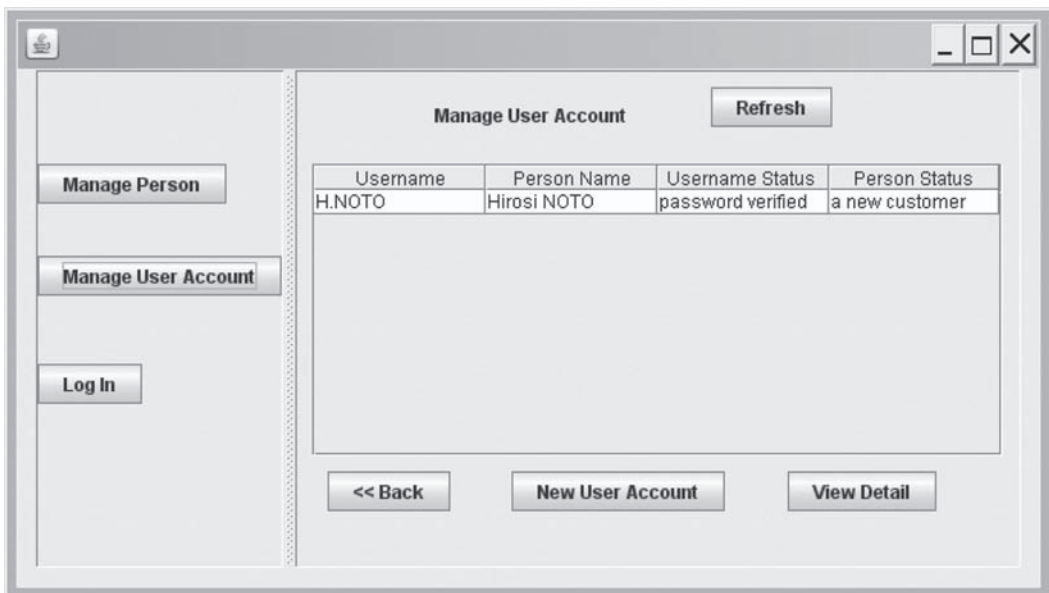 Manage User Account
Refresh
Manage Person
Manage User Account
Log In
Username Person Name Username Status Person Status
H.NOTO Hirosi NOTO password verified a new customer
<< Back New User Account View Detail